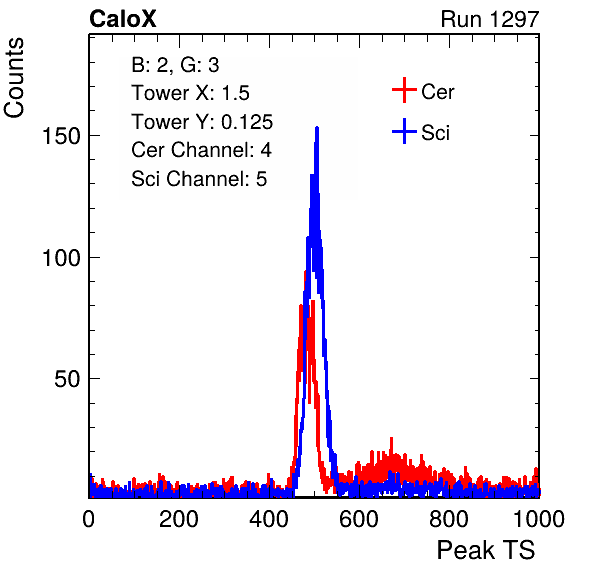 CaloX Run 1297
Counts
B: 2, G: 3
Tower X: 1.5
Tower Y: 0.125
Cer Channel: 4
Sci Channel: 5
Cer
Sci
150
100
50
0 200 400 600 800 1000
Peak TS